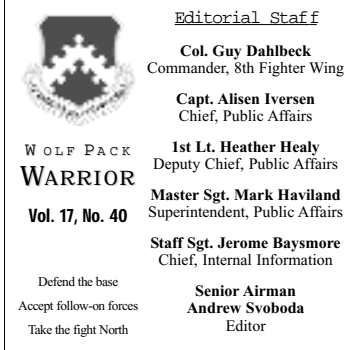 WOLF PACK
WARRIOR
Vol. 17, No. 40
Defend the base
Accept follow-on forces
Take the fight North
Editorial Staff
Col. Guy Dahlbeck
Commander, 8th Fighter Wing
Capt. Alisen Iversen
Chief, Public Affairs
1st Lt. Heather Healy
Deputy Chief, Public Affairs
Master Sgt. Mark Haviland
Superintendent, Public Affairs
Staff Sgt. Jerome Baysmore
Chief, Internal Information
Senior Airman
Andrew Svoboda
Editor